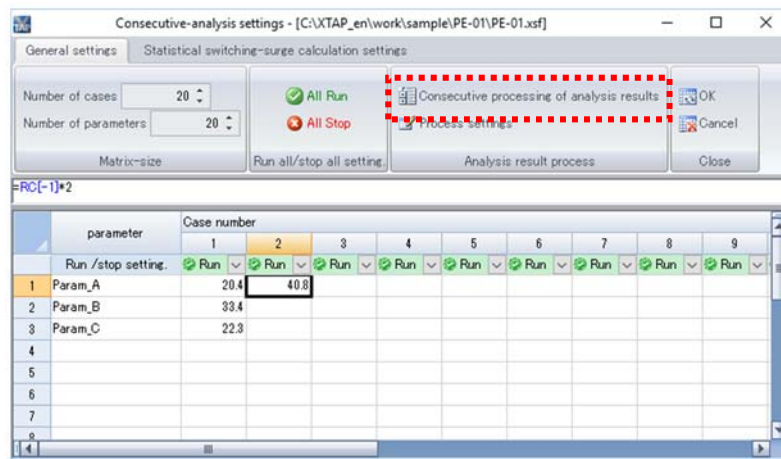 XTAP Consecutive-analysis settings - [C:\XTAP_en\work\sample\PE-01\PE-01.xsf]
General settings Statistical switching-surge calculation settings
Number of cases 20 All Run Consecutive processing of analysis results OK
Number of parameters 20 All Stop Process settings Cancel
Matrix-size Run all/stop all setting. Analysis result process Close
=RC[-1]*2
parameter Case number
1 2 3 4 5 6 7 8 9
Run /stop setting. Run Run Run Run Run Run Run Run Run
1 Param_A 20.4 40.8
2 Param_B 33.4
3 Param_C 22.3
4
5
6
7
8